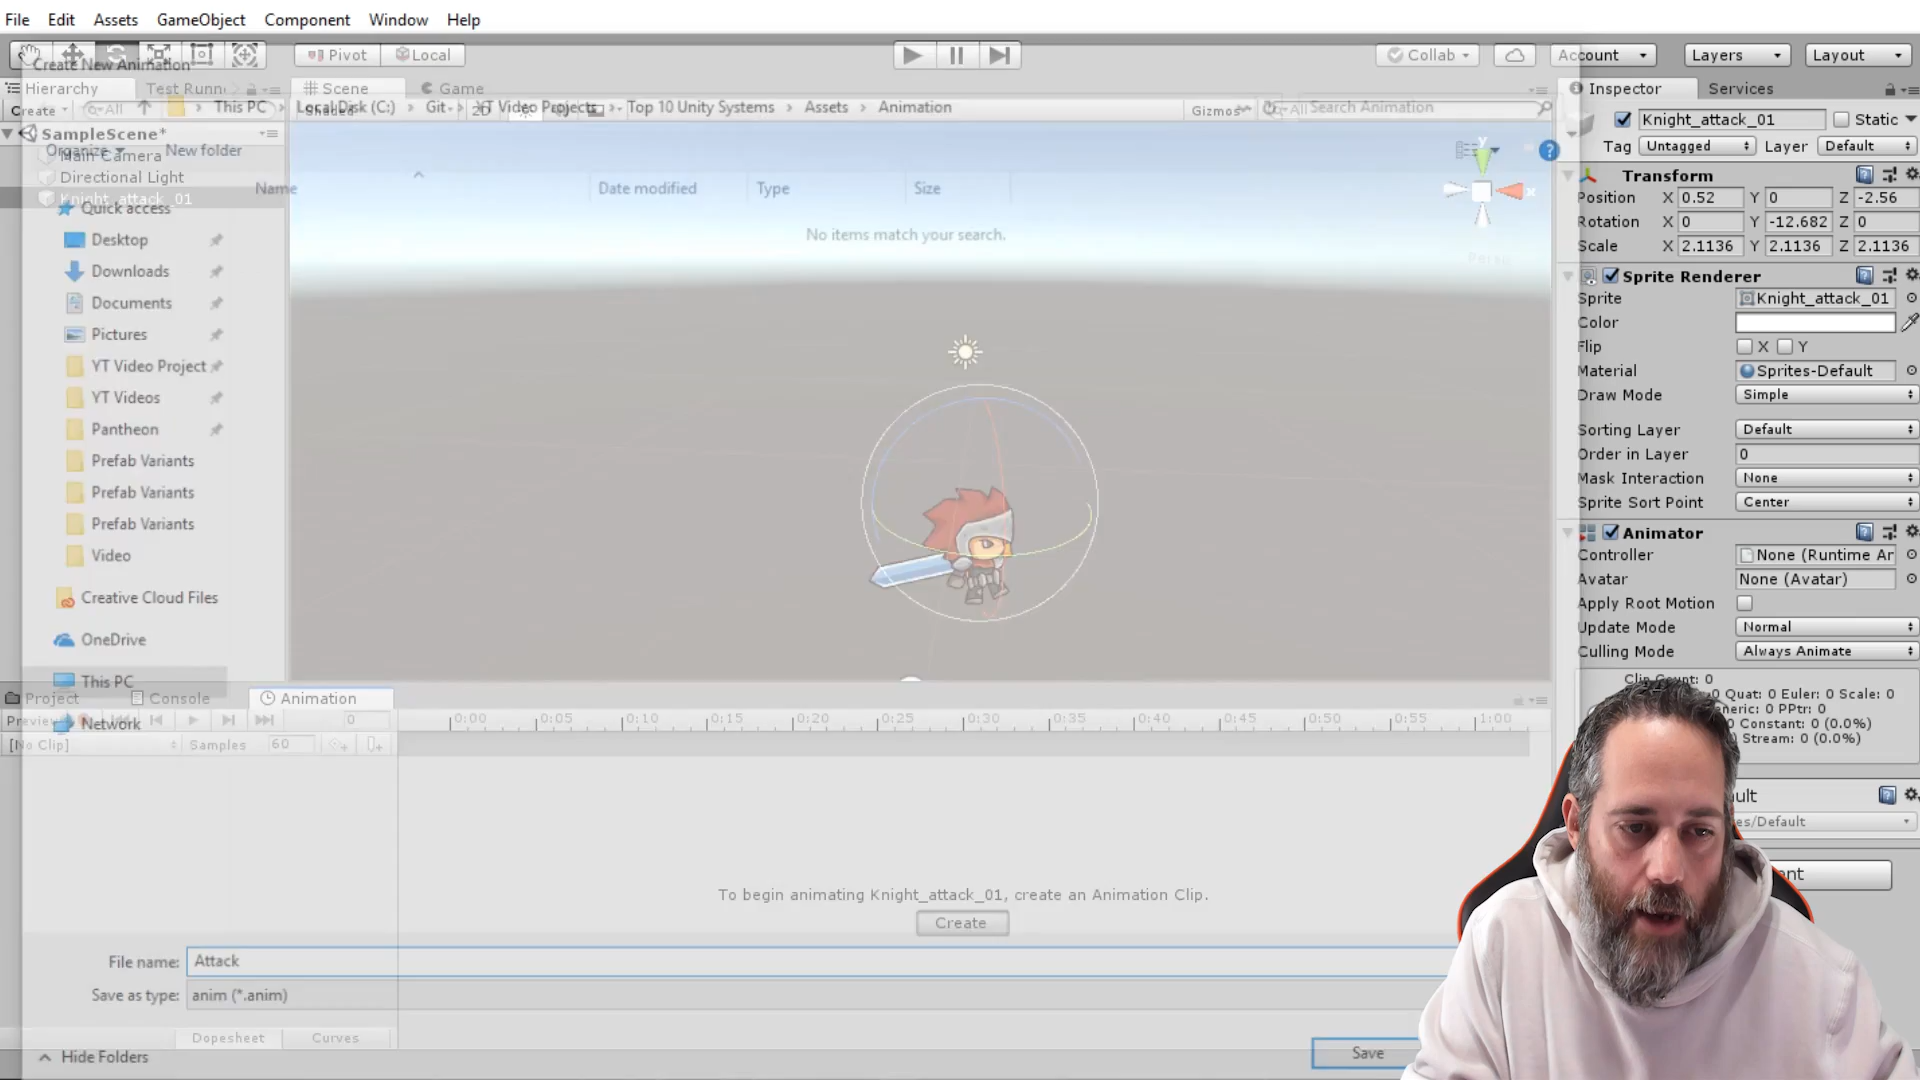 File Edit Assets GameObject Component Window Help
Pivot Local Collab Account Layers Layout
Create New Animation
Hierarchy Test Runn Scene Game Inspector Services
Create All This PC Local Disk (C:) Git 2D YT Video Projects Top 10 Unity Systems Assets Animation Gizmos All Search Animation
Shaded
SampleScene*
Main Camera
Organize New folder
Directional Light
Knight_attack_01
Name Date modified Type Size
No items match your search.
Quick access
Desktop
Downloads
Documents
Pictures
YT Video Project
YT Videos
Pantheon
Prefab Variants
Prefab Variants
Prefab Variants
Video
Creative Cloud Files
OneDrive
This PC
Network
y
x
Persp
Knight_attack_01 Static
Tag Untagged Layer Default
Transform
Position X 0.52 Y 0 Z -2.56
Rotation X 0 Y -12.682 Z 0
Scale X 2.1136 Y 2.1136 Z 2.1136
Sprite Renderer
Sprite Knight_attack_01
Color
Flip X Y
Material Sprites-Default
Draw Mode Simple
Sorting Layer Default
Order in Layer 0
Mask Interaction None
Sprite Sort Point Center
Animator
Controller None (Runtime Ar
Avatar None (Avatar)
Apply Root Motion
Update Mode Normal
Culling Mode Always Animate
Clip Count: 0
0 Quat: 0 Euler: 0 Scale: 0
neric: 0 PPtr: 0
0 Constant: 0 (0.0%)
Stream: 0 (0.0%)
ult
es/Default
nt
Project Console Animation
Preview 0 0:00 0:05 0:10 0:15 0:20 0:25 0:30 0:35 0:40 0:45 0:50 0:55 1:00
[No Clip] Samples 60
To begin animating Knight_attack_01, create an Animation Clip.
Create
File name: Attack
Save as type: anim (*.anim)
Dopesheet Curves
Hide Folders Save